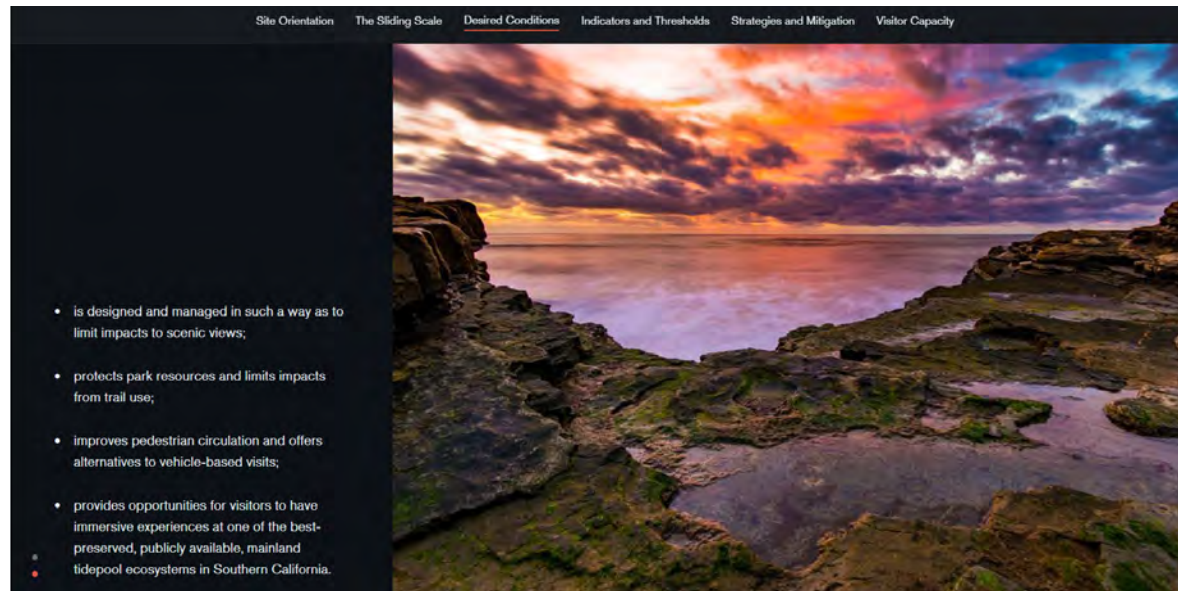 Site Orientation The Sliding Scale Desired Conditions Indicators and Thresholds Strategies and Mitigation Visitor Capacity
• is designed and managed in such a way as to
limit impacts to scenic views;
• protects park resources and limits impacts
from trail use;
• improves pedestrian circulation and offers
alternatives to vehicle-based visits;
• provides opportunities for visitors to have
immersive experiences at one of the best-
preserved, publicly available, mainland
tidepool ecosystems in Southern California.